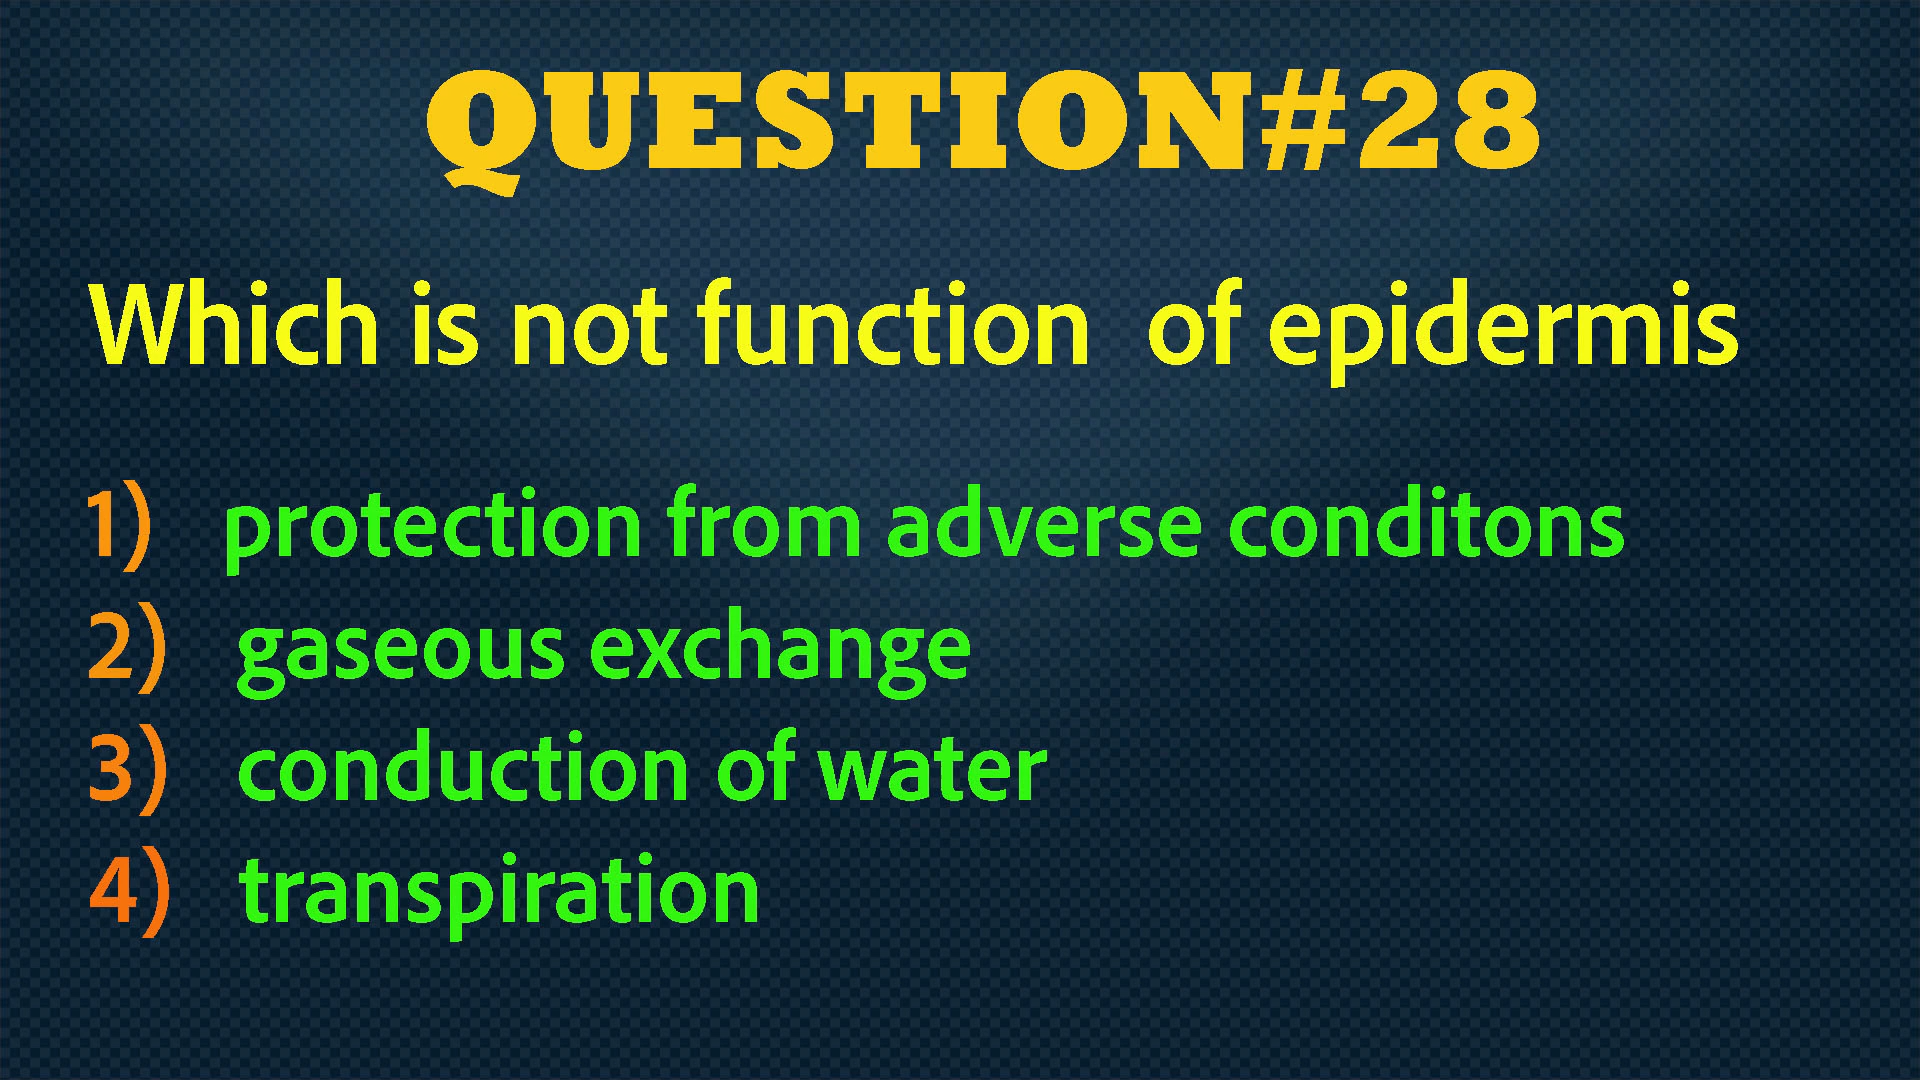 QUESTION#28
Which is not function of epidermis
1) protection from adverse conditons
2) gaseous exchange
3) conduction of water
4) transpiration